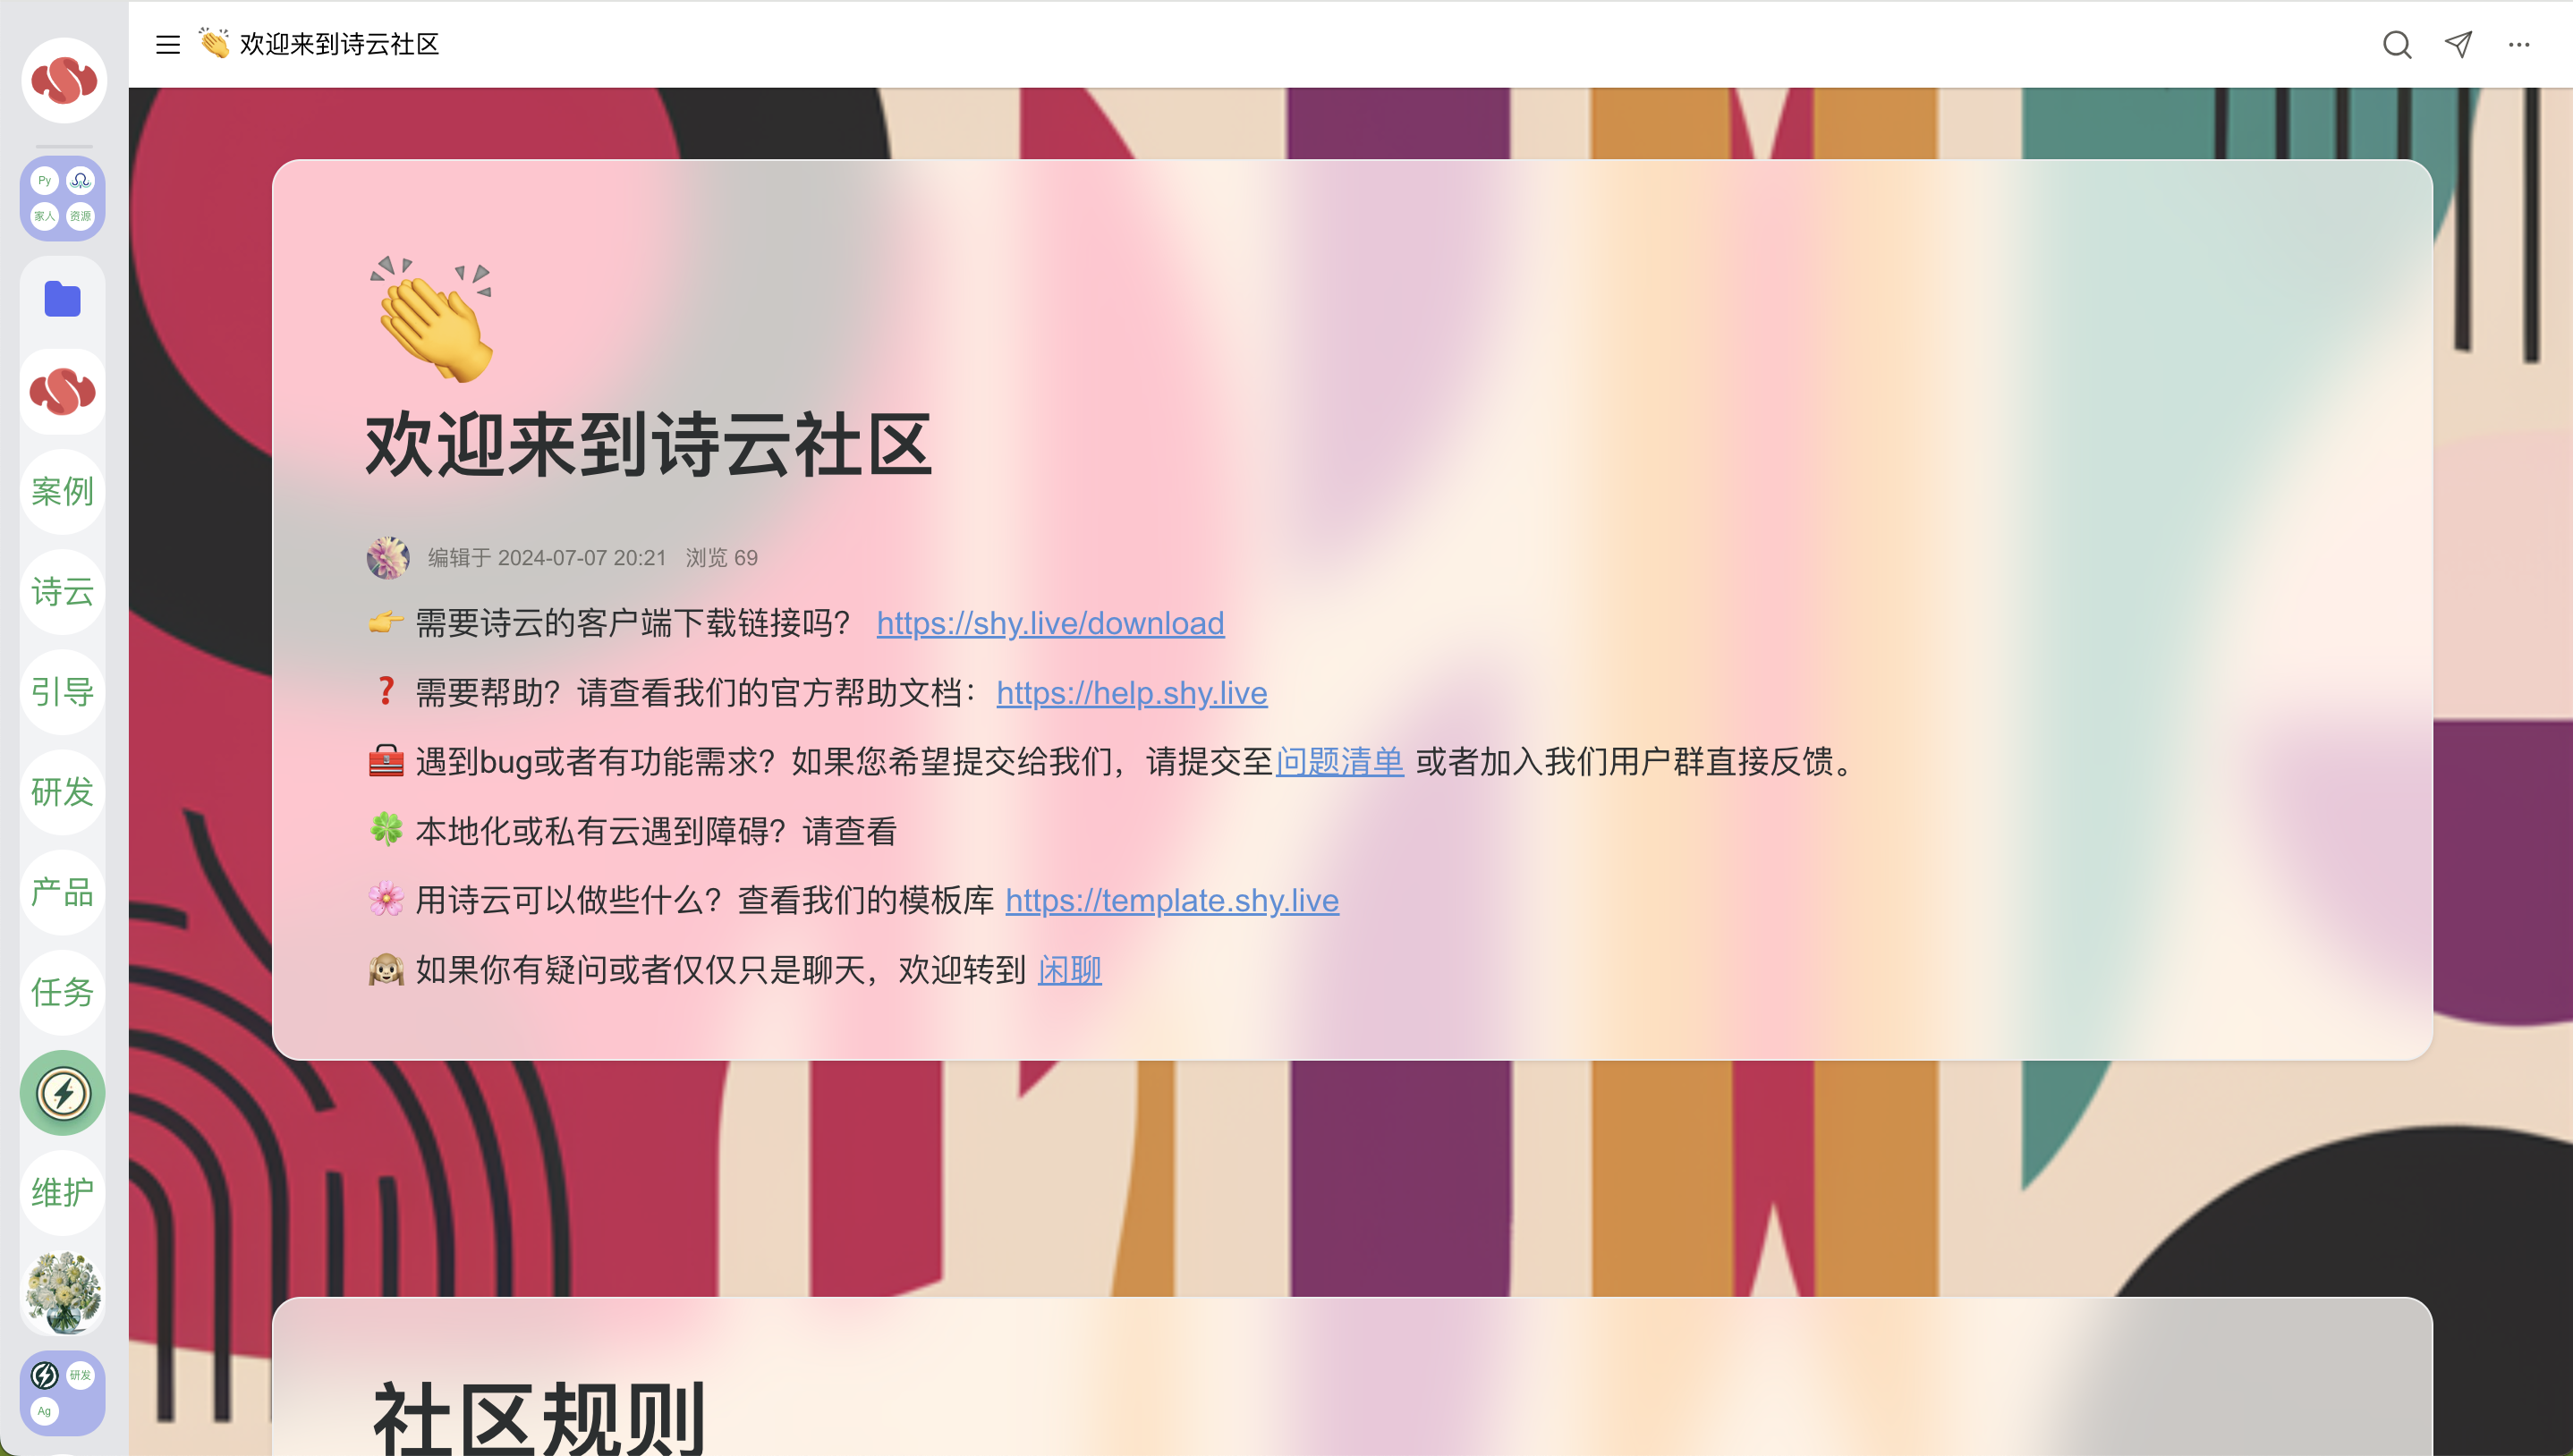 欢迎来到诗云社区
Py
家人 资源
案例
诗云
引导
研发
产品
任务
维护
研发
Ag
欢迎来到诗云社区
编辑于 2024-07-07 20:21 浏览 69
需要诗云的客户端下载链接吗? https://shy.live/download
需要帮助?请查看我们的官方帮助文档:https://help.shy.live
遇到bug或者有功能需求?如果您希望提交给我们,请提交至问题清单 或者加入我们用户群直接反馈。
本地化或私有云遇到障碍?请查看
用诗云可以做些什么?查看我们的模板库 https://template.shy.live
如果你有疑问或者仅仅只是聊天,欢迎转到 闲聊
社区规则